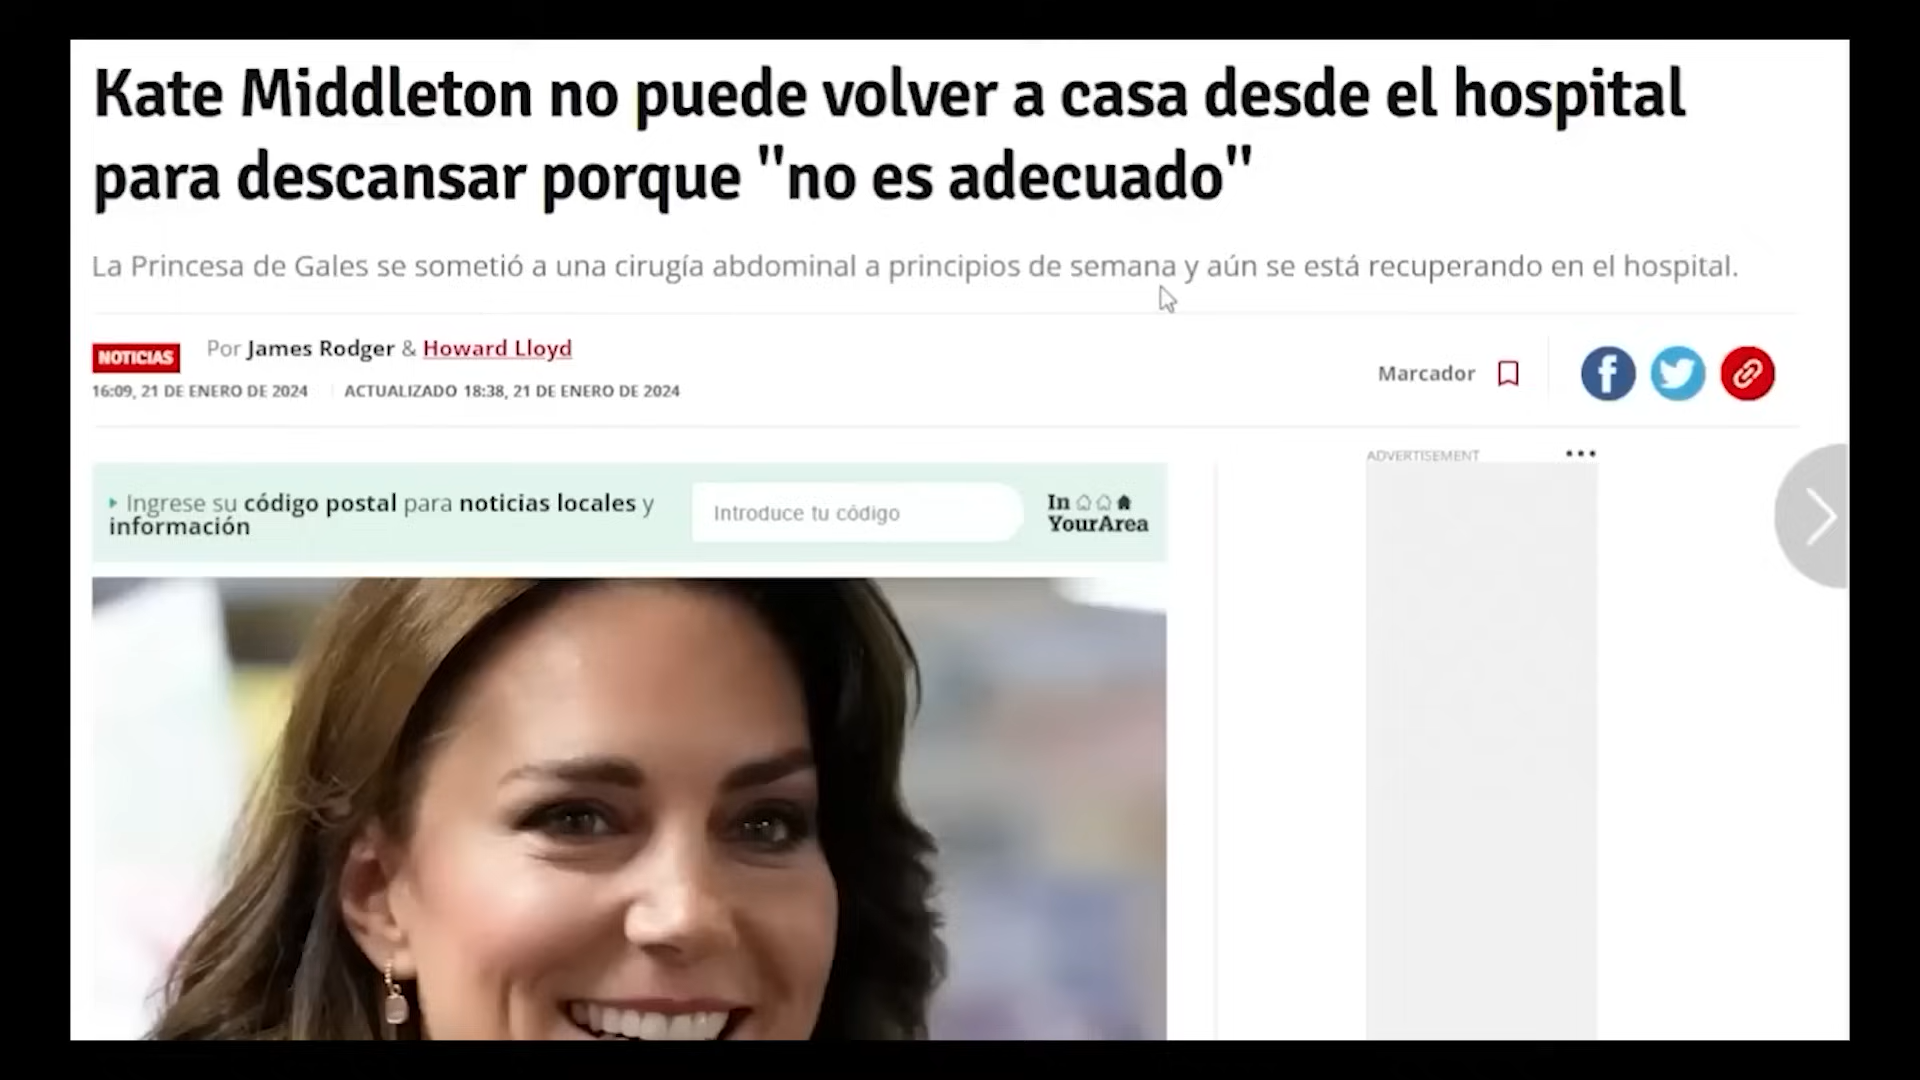 Kate Middleton no puede volver a casa desde el hospital
para descansar porque "no es adecuado"
La Princesa de Gales se sometió a una cirugía abdominal a principios de semana y aún se está recuperando en el hospital.
NOTICIAS
Por James Rodger & Howard Lloyd
16:09, 21 DE ENERO DE 2024
ACTUALIZADO 18:38, 21 DE ENERO DE 2024
Marcador
ADVERTISEMENT
Ingrese su código postal para noticias locales y
información
Introduce tu código
In
YourArea